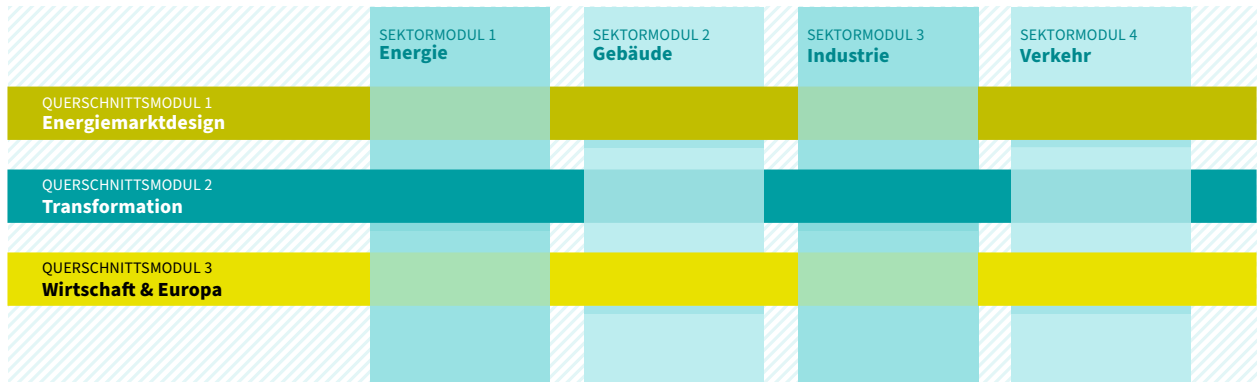 SEKTORMODUL 1
Energie
SEKTORMODUL 2
Gebäude
SEKTORMODUL 3
Industrie
SEKTORMODUL 4
Verkehr
QUERSCHNITTSMODUL 1
Energiemarktdesign
QUERSCHNITTSMODUL 2
Transformation
QUERSCHNITTSMODUL 3
Wirtschaft & Europa